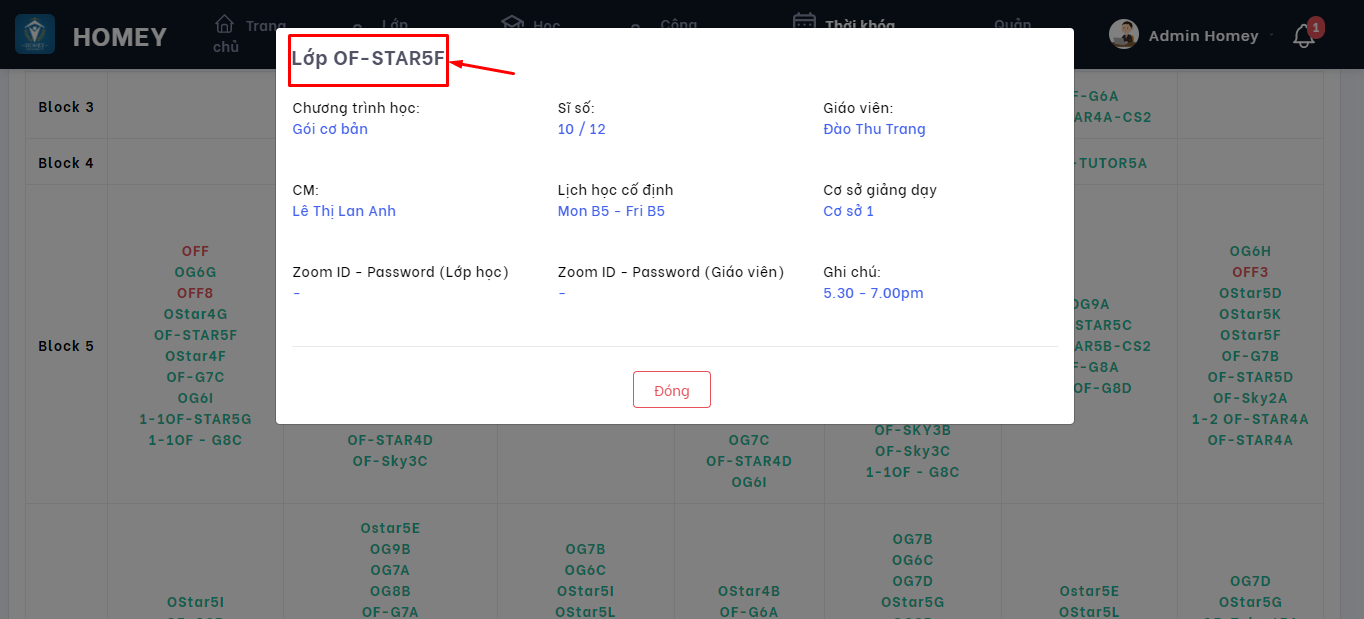 HOMEY
Trang chủ
Lớp
Học
Công
Thời khóa
Quản
Admin Homey
1
Lớp OF-STAR5F
Chương trình học:
Gói cơ bản
Sĩ số:
10 / 12
Giáo viên:
Đào Thu Trang
CM:
Lê Thị Lan Anh
Lịch học cố định
Mon B5 - Fri B5
Cơ sở giảng dạy
Cơ sở 1
Zoom ID - Password (Lớp học)
-
Zoom ID - Password (Giáo viên)
-
Ghi chú:
5.30 - 7.00pm
Đóng
Block 3
F-G6A
AR4A-CS2
Block 4
-TUTOR5A
Block 5
OFF
OG6G
OFF8
OStar4G
OF-STAR5F
OStar4F
OF-G7C
OG6I
1-1OF-STAR5G
1-1OF - G8C
OF-STAR4D
OF-Sky3C
OG7C
OF-STAR4D
OG6I
OF-SKY3B
OF-Sky3C
1-1OF - G8C
OG9A
STAR5C
AR5B-CS2
F-G8A
OF-G8D
OG6H
OFF3
OStar5D
OStar5K
OStar5F
OF-G7B
OF-STAR5D
OF-Sky2A
1-2 OF-STAR4A
OF-STAR4A
OStar5I
Ostar5E
OG9B
OG7A
OG8B
OF-G7A
OG7B
OG6C
OStar5I
OStar5L
OStar4B
OF-G6A
OG7B
OG6C
OG7D
OStar5G
OStar5E
OStar5L
OG7D
OStar5G